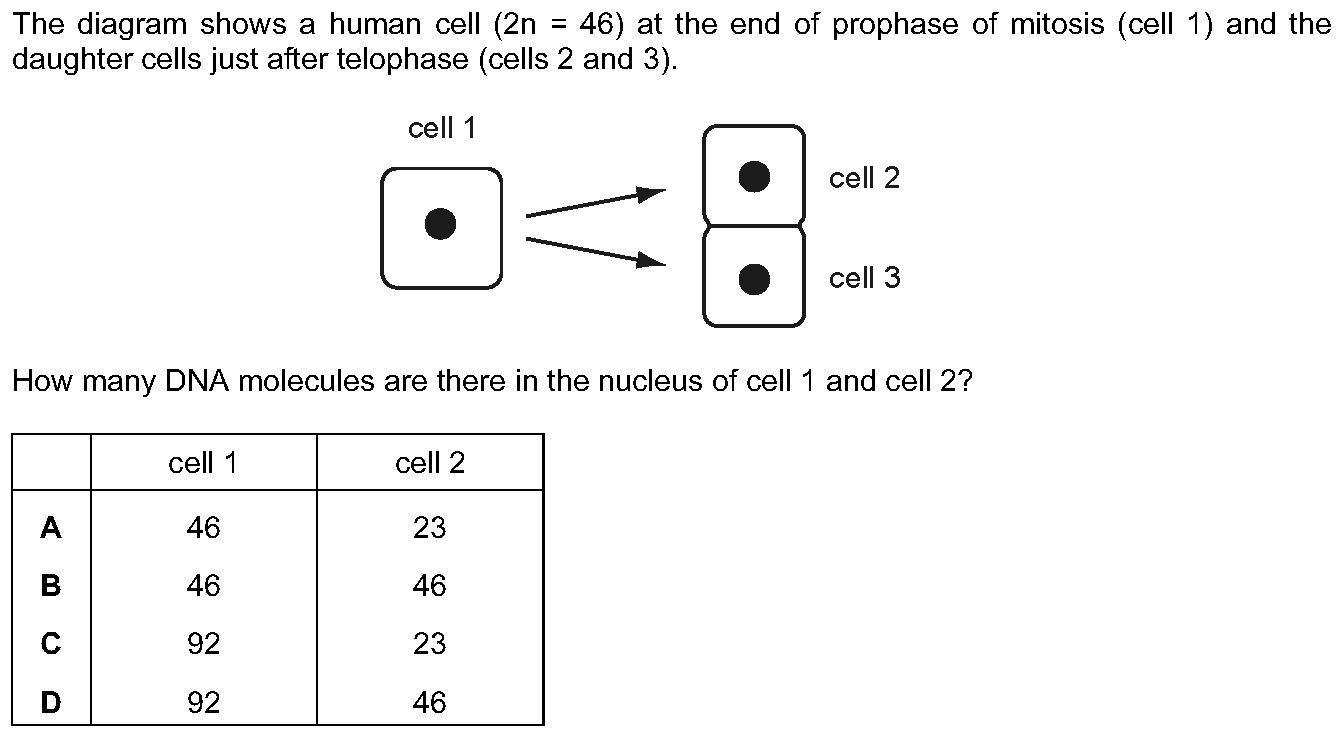 The diagram shows a human cell (2n = 46) at the end of prophase of mitosis (cell 1) and the
daughter cells just after telophase (cells 2 and 3).
cell 1
cell 2
cell 3
How many DNA molecules are there in the nucleus of cell 1 and cell 2?
cell 1 cell 2
A 46 23
B 46 46
C 92 23
D 92 46